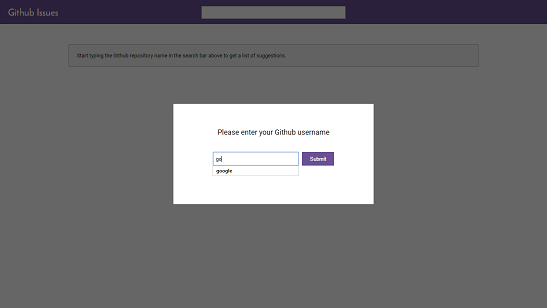 Github Issues
Start typing the Github repository name in the search bar above to get a list of suggestions.
Please enter your Github username
go
Submit
google